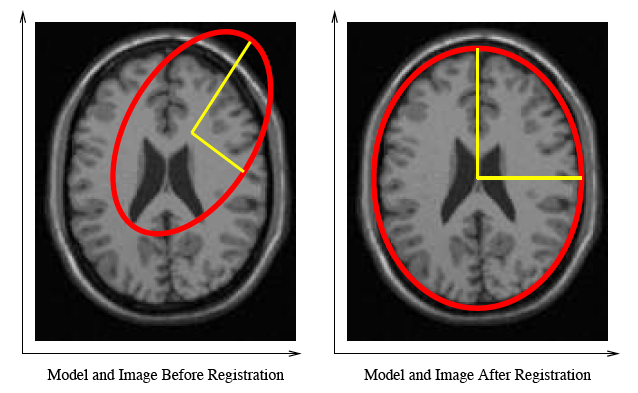 Model and Image Before Registration
Model and Image After Registration